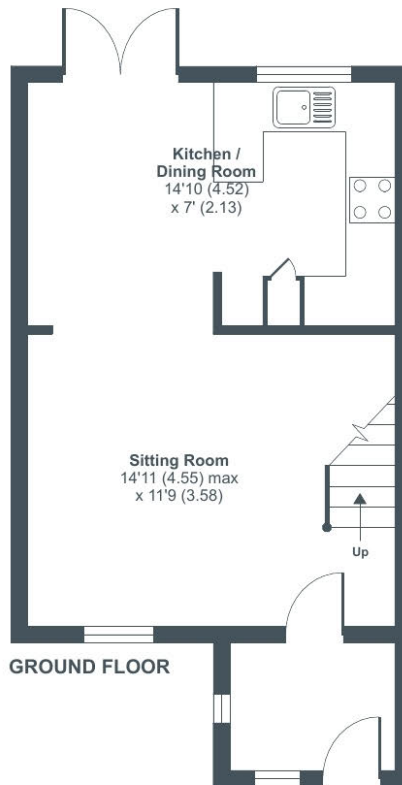 Kitchen /
Dining Room
14'10 (4.52)
x 7' (2.13)
Sitting Room
14'11 (4.55) max
x 11'9 (3.58)
Up
GROUND FLOOR